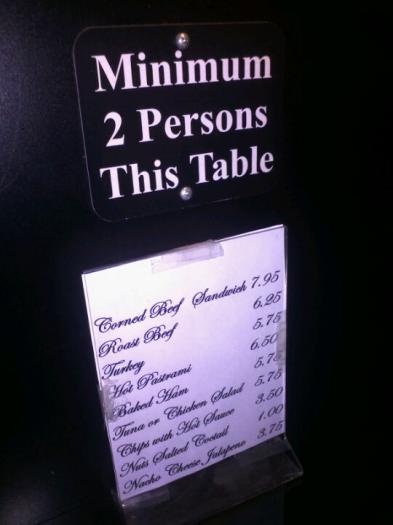 Minimum
2 Persons
This Table
Corned Beef Sandwich 7.95
Roast Beef 6.25
Turkey 5.75
Hot Pastrami 6.50
Baked Ham 5.75
Tuna or Chicken Salad 5.75
Chips with Hot Sauce 3.50
Nuts Salted Coctail 1.00
Nacho Cheese Jalapeno 3.75